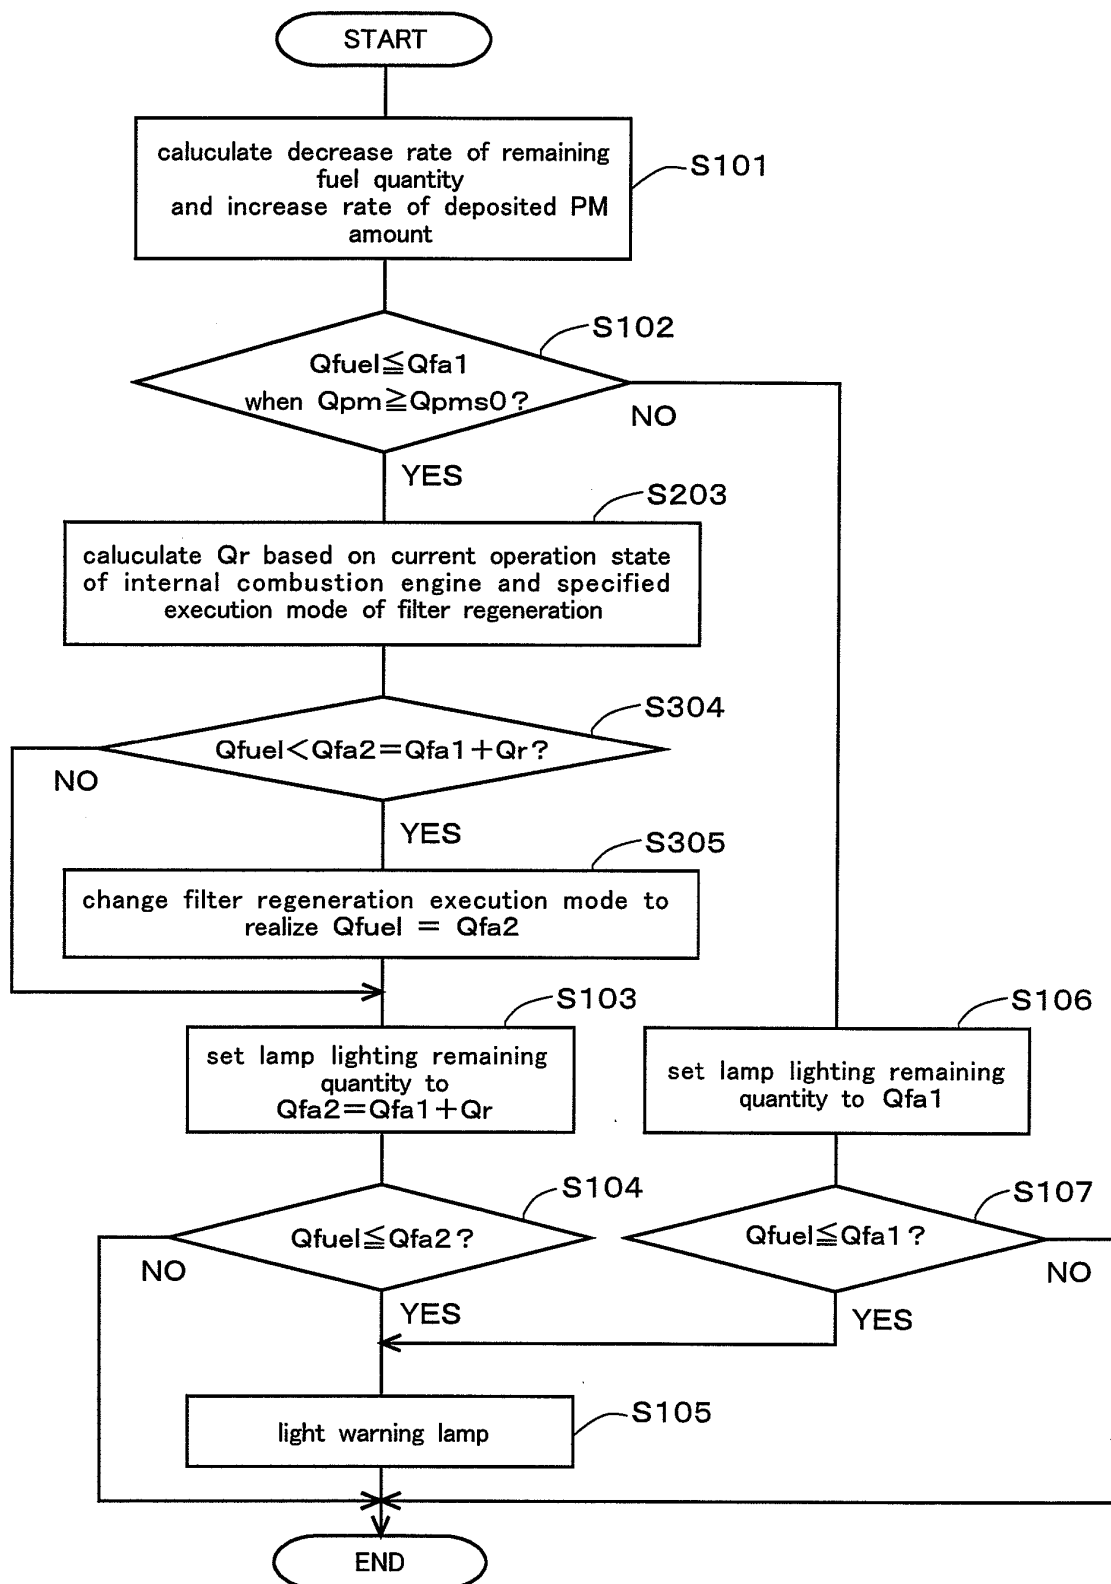 START
caluculate decrease rate of remaining
fuel quantity
and increase rate of deposited PM
amount
S101
S102
Qfuel≦Qfa1
when Qpm≧Qpms0?
NO
YES
S203
caluculate Qr based on current operation state
of internal combustion engine and specified
execution mode of filter regeneration
S304
Qfuel<Qfa2=Qfa1+Qr?
NO
YES
S305
change filter regeneration execution mode to
realize Qfuel = Qfa2
S103
set lamp lighting remaining
quantity to
Qfa2=Qfa1+Qr
S106
set lamp lighting remaining
quantity to Qfa1
S104
Qfuel≦Qfa2?
NO
YES
S107
Qfuel≦Qfa1?
NO
YES
S105
light warning lamp
END